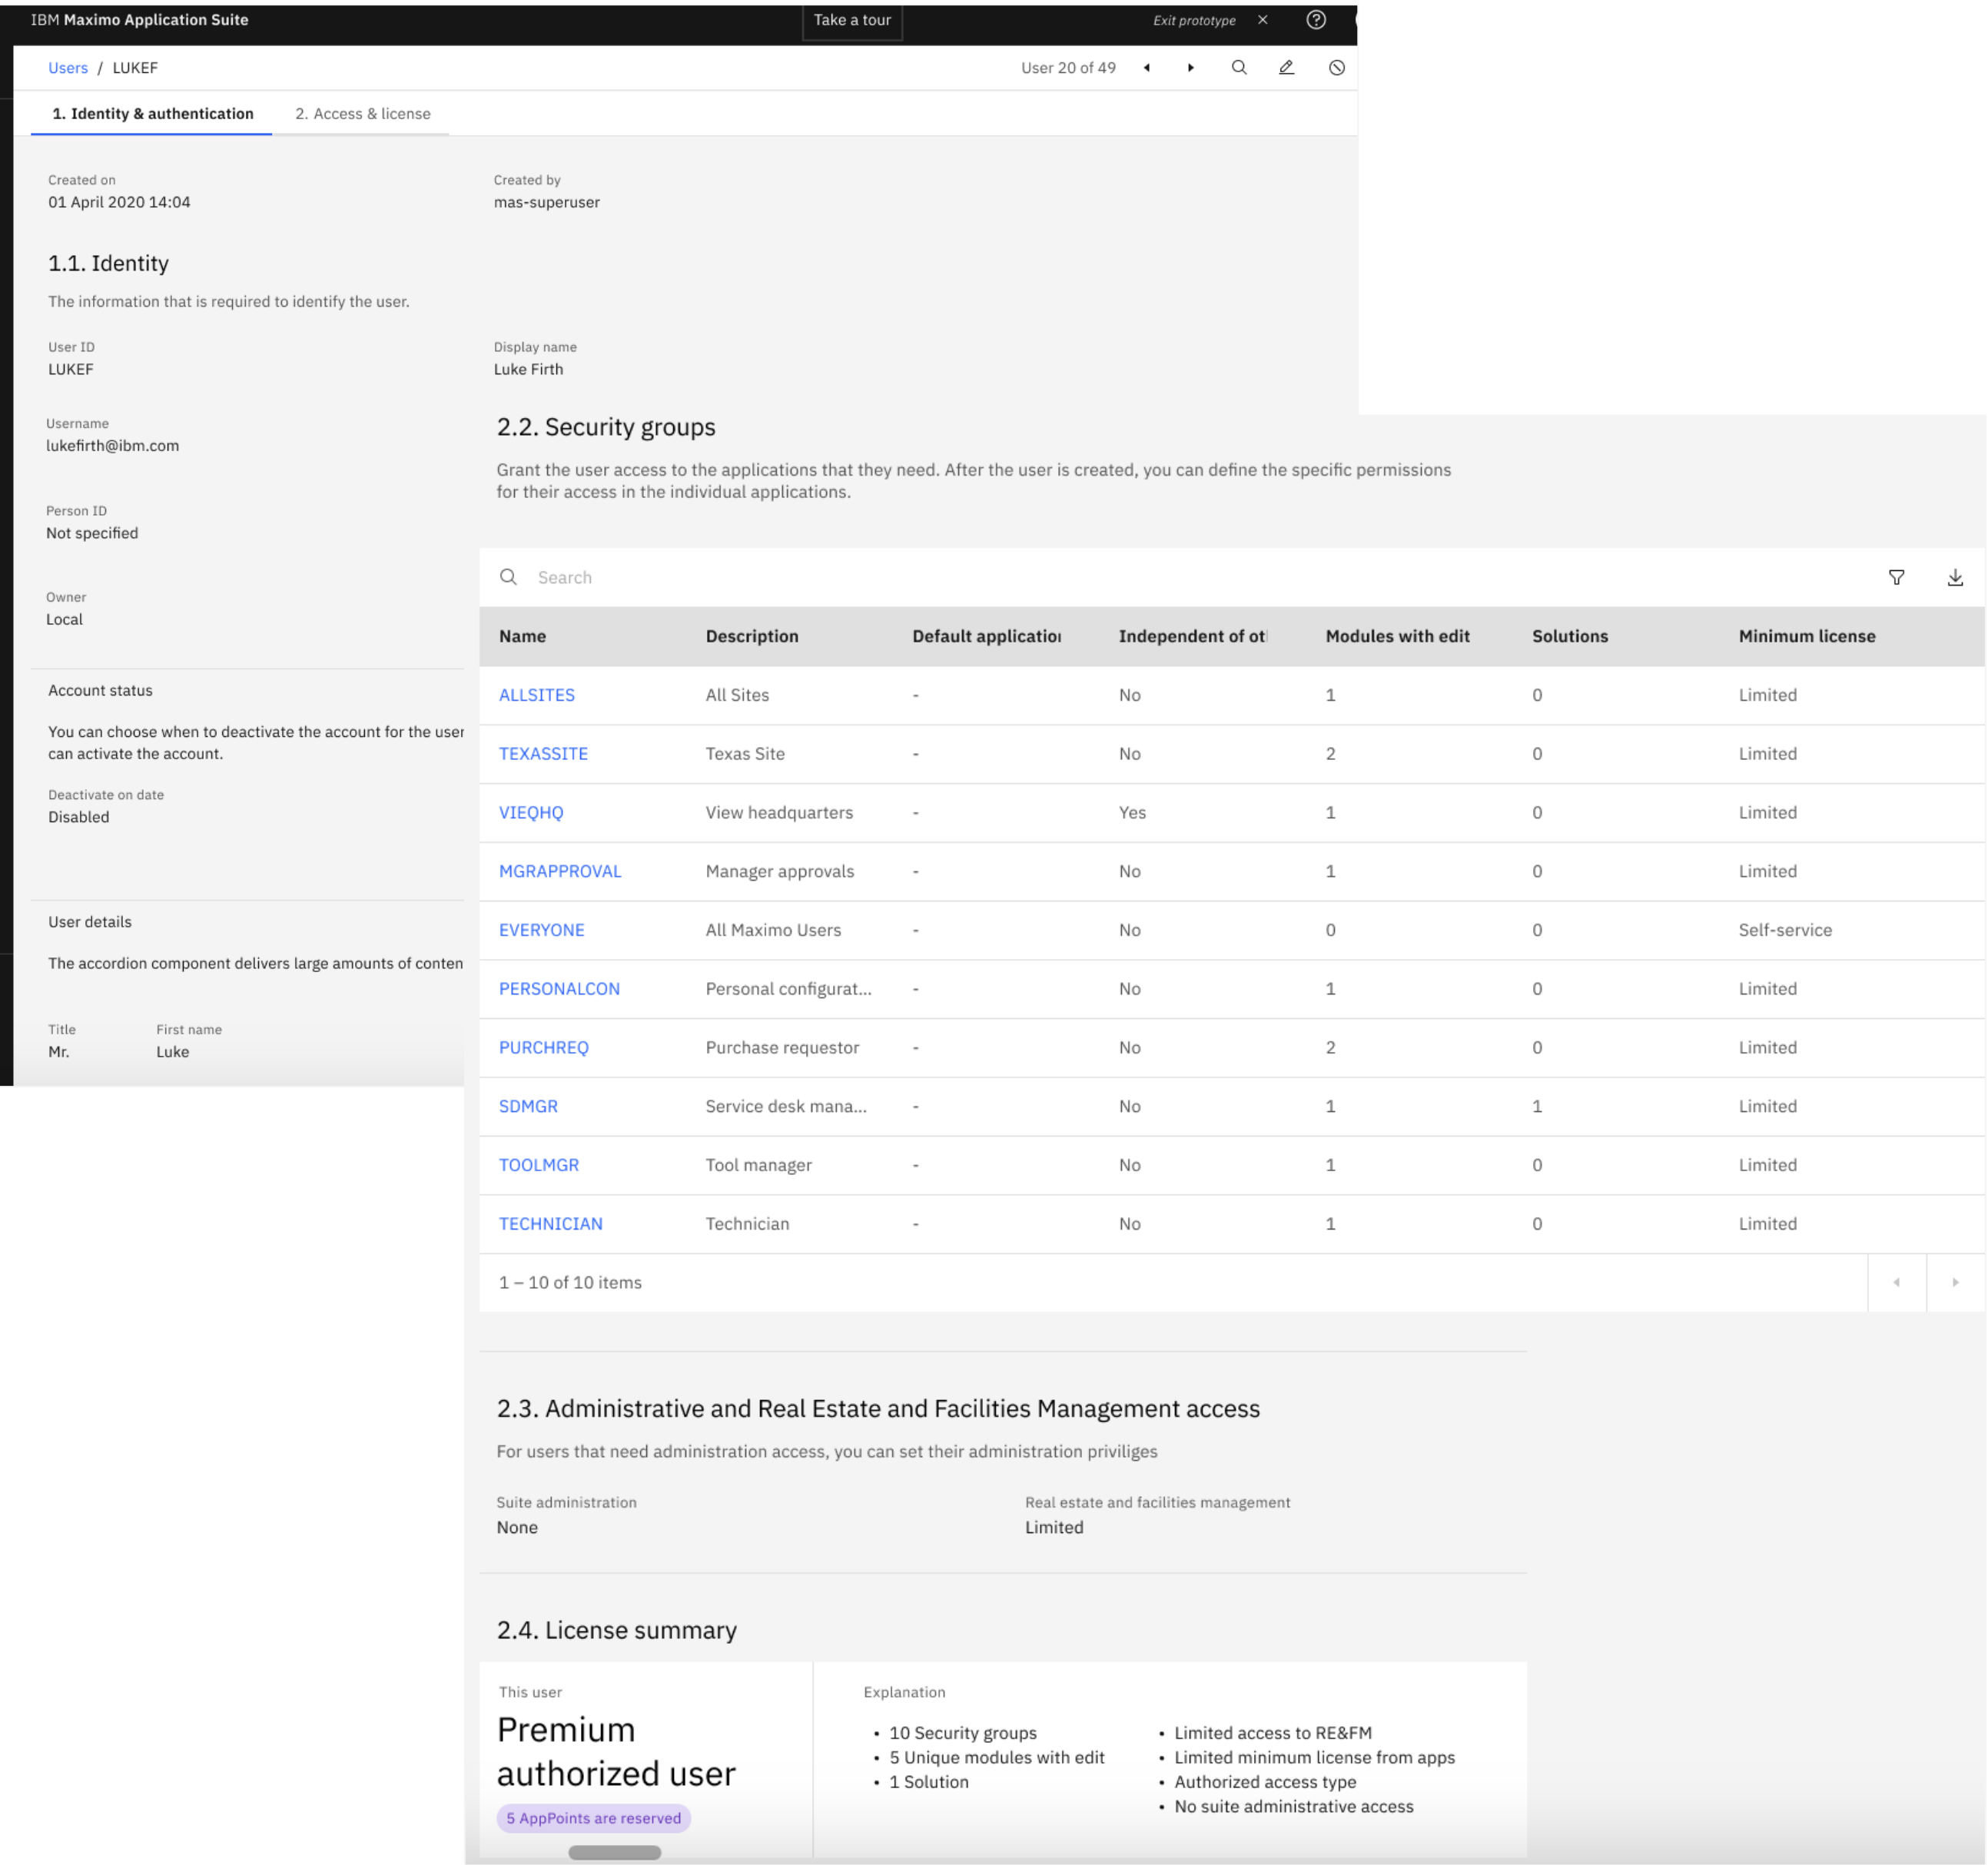 IBM Maximo Application Suite
Take a tour
Exit prototype
Users / LUKEF
User 20 of 49
1. Identity & authentication
2. Access & license
Created on
01 April 2020 14:04
Created by
mas-superuser
1.1. Identity
The information that is required to identify the user.
User ID
LUKEF
Display name
Luke Firth
Username
lukefirth@ibm.com
Person ID
Not specified
Owner
Local
Account status
You can choose when to deactivate the account for the user
can activate the account.
Deactivate on date
Disabled
User details
The accordion component delivers large amounts of conten
Title
Mr.
First name
Luke
2.2. Security groups
Grant the user access to the applications that they need. After the user is created, you can define the specific permissions
for their access in the individual applications.
Search
Name Description Default application Independent of ot Modules with edit Solutions Minimum license
ALLSITES All Sites - No 1 0 Limited
TEXASSITE Texas Site - No 2 0 Limited
VIEQHQ View headquarters - Yes 1 0 Limited
MGRAPPROVAL Manager approvals - No 1 0 Limited
EVERYONE All Maximo Users - No 0 0 Self-service
PERSONALCON Personal configurat... - No 1 0 Limited
PURCHREQ Purchase requestor - No 2 0 Limited
SDMGR Service desk mana... - No 1 1 Limited
TOOLMGR Tool manager - No 1 0 Limited
TECHNICIAN Technician - No 1 0 Limited
1 – 10 of 10 items
2.3. Administrative and Real Estate and Facilities Management access
For users that need administration access, you can set their administration priviliges
Suite administration
None
Real estate and facilities management
Limited
2.4. License summary
This user
Premium
authorized user
5 AppPoints are reserved
Explanation
• 10 Security groups
• 5 Unique modules with edit
• 1 Solution
• Limited access to RE&FM
• Limited minimum license from apps
• Authorized access type
• No suite administrative access